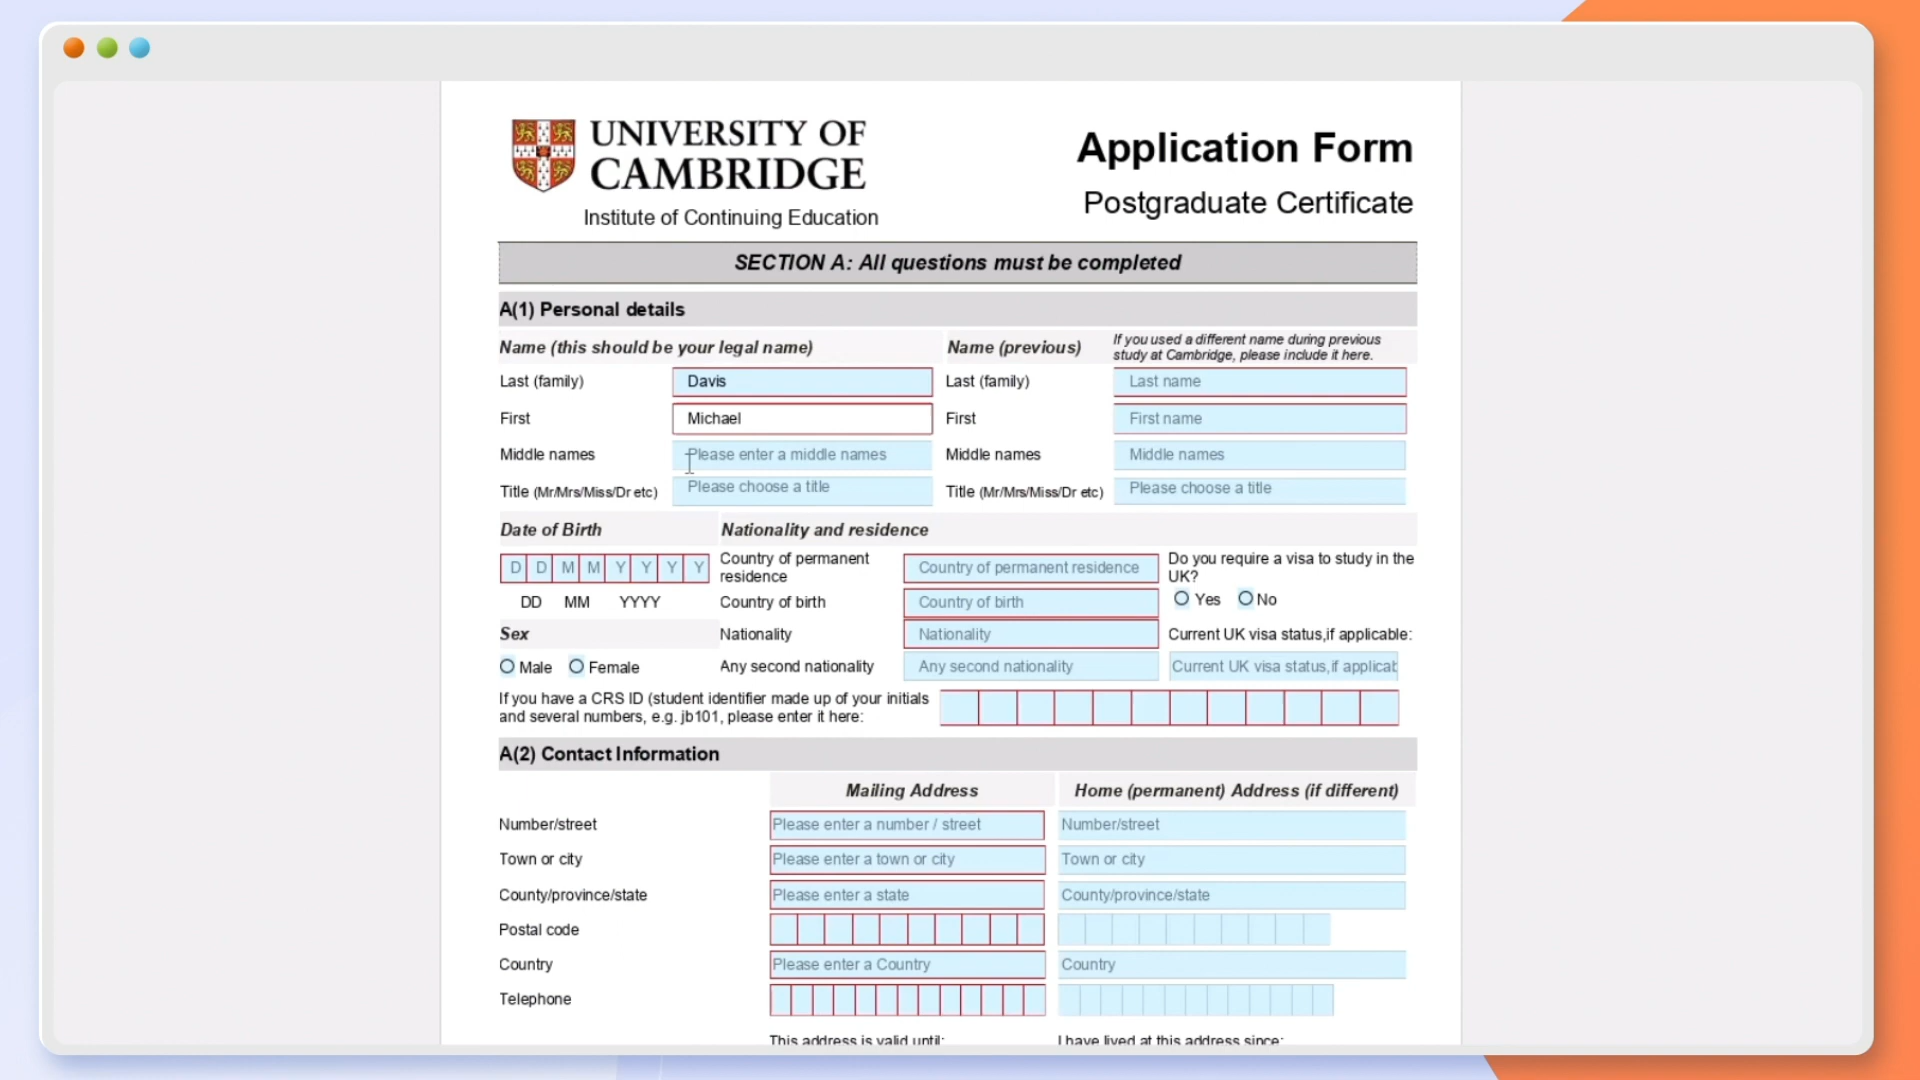 UNIVERSITY OF
CAMBRIDGE
Institute of Continuing Education
Application Form
Postgraduate Certificate
SECTION A: All questions must be completed
A(1) Personal details
Name (this should be your legal name)
Name (previous)
If you used a different name during previous
study at Cambridge, please include it here.
Last (family) Davis Last (family) Last name
First Michael First First name
Middle names Please enter a middle names Middle names Middle names
Title (Mr/Mrs/Miss/Dr etc) Please choose a title Title (Mr/Mrs/Miss/Dr etc) Please choose a title
Date of Birth
Nationality and residence
D D M M Y Y Y Y
DD MM YYYY
Country of permanent
residence
Country of permanent residence
Do you require a visa to study in the
UK?
Country of birth Country of birth
Yes No
Sex
Nationality Nationality
Current UK visa status,if applicable:
Male Female
Any second nationality Any second nationality
Current UK visa status,if applicat
If you have a CRS ID (student identifier made up of your initials
and several numbers, e.g. jb101, please enter it here:
A(2) Contact Information
Mailing Address Home (permanent) Address (if different)
Number/street Please enter a number / street Number/street
Town or city Please enter a town or city Town or city
County/province/state Please enter a state County/province/state
Postal code
Country Please enter a Country Country
Telephone
This address is valid until: I have lived at this address since: